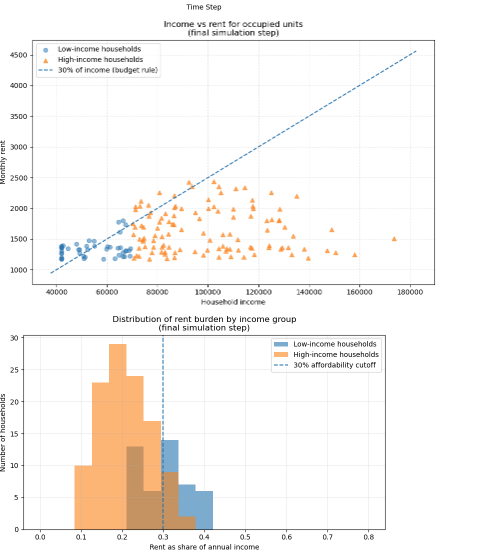 Time Step
Income vs rent for occupied units
(final simulation step)
Low-income households
High-income households
30% of income (budget rule)
4500
4000
3500
3000
2500
2000
1500
1000
Monthly rent
40000 60000 80000 100000 120000 140000 160000 180000
Household income
Distribution of rent burden by income group
(final simulation step)
Low-income households
High-income households
30% affordability cutoff
30
25
20
15
10
5
0
Number of households
0.0 0.1 0.2 0.3 0.4 0.5 0.6 0.7 0.8
Rent as share of annual income